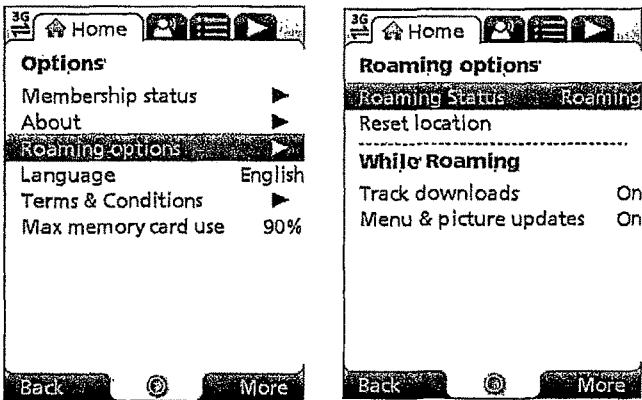 3G Home
Options
Membership status
About
Roaming options
Language English
Terms & Conditions
Max memory card use 90%
Back More
3G Home
Roaming options
Roaming Status Roaming
Reset location
While Roaming
Track downloads On
Menu & picture updates On
Back More